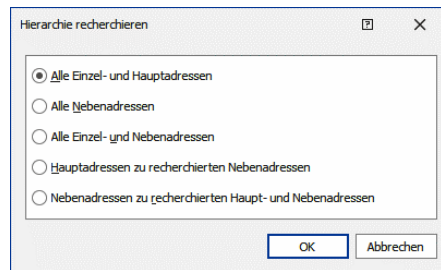 Hierarchie recherchieren
Alle Einzel- und Hauptadressen
Alle Nebenadressen
Alle Einzel- und Nebenadressen
Hauptadressen zu recherchierten Nebenadressen
Nebenadressen zu recherchierten Haupt- und Nebenadressen
OK Abbrechen